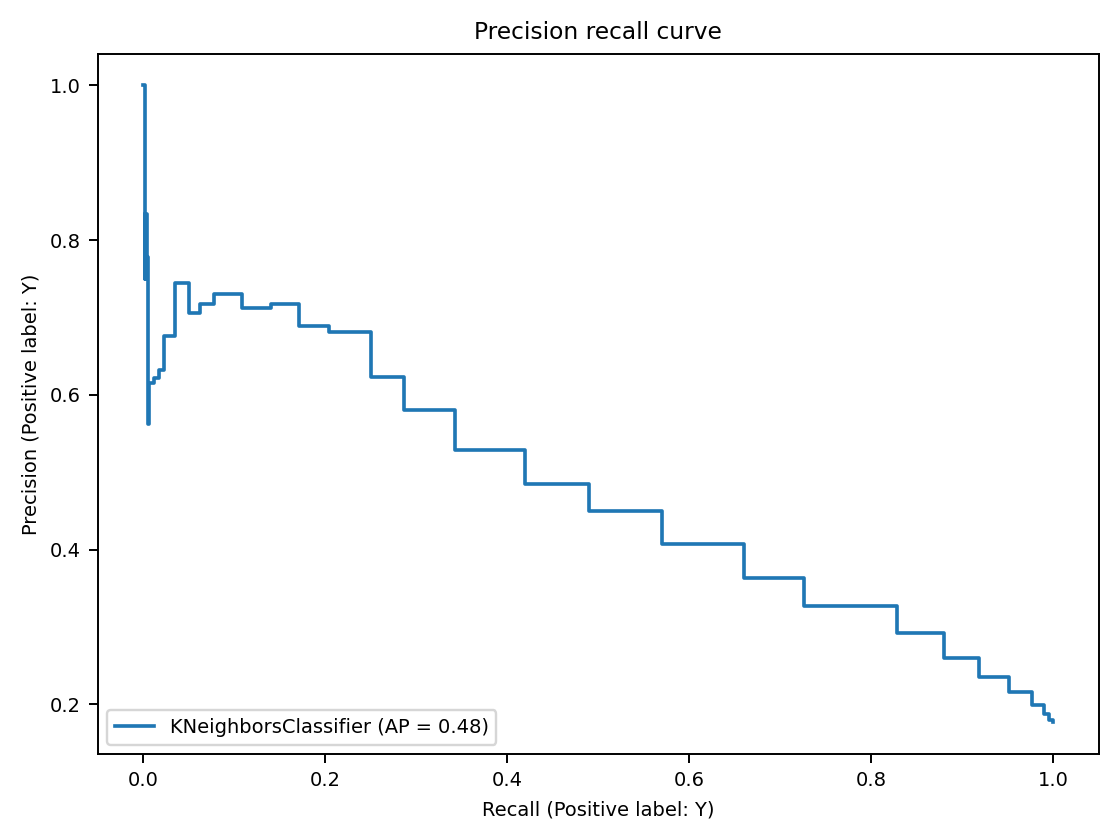 Precision recall curve
1.0
0.8
0.6
0.4
0.2
Precision (Positive label: Y)
KNeighborsClassifier (AP = 0.48)
0.0
0.2
0.4
0.6
0.8
1.0
Recall (Positive label: Y)